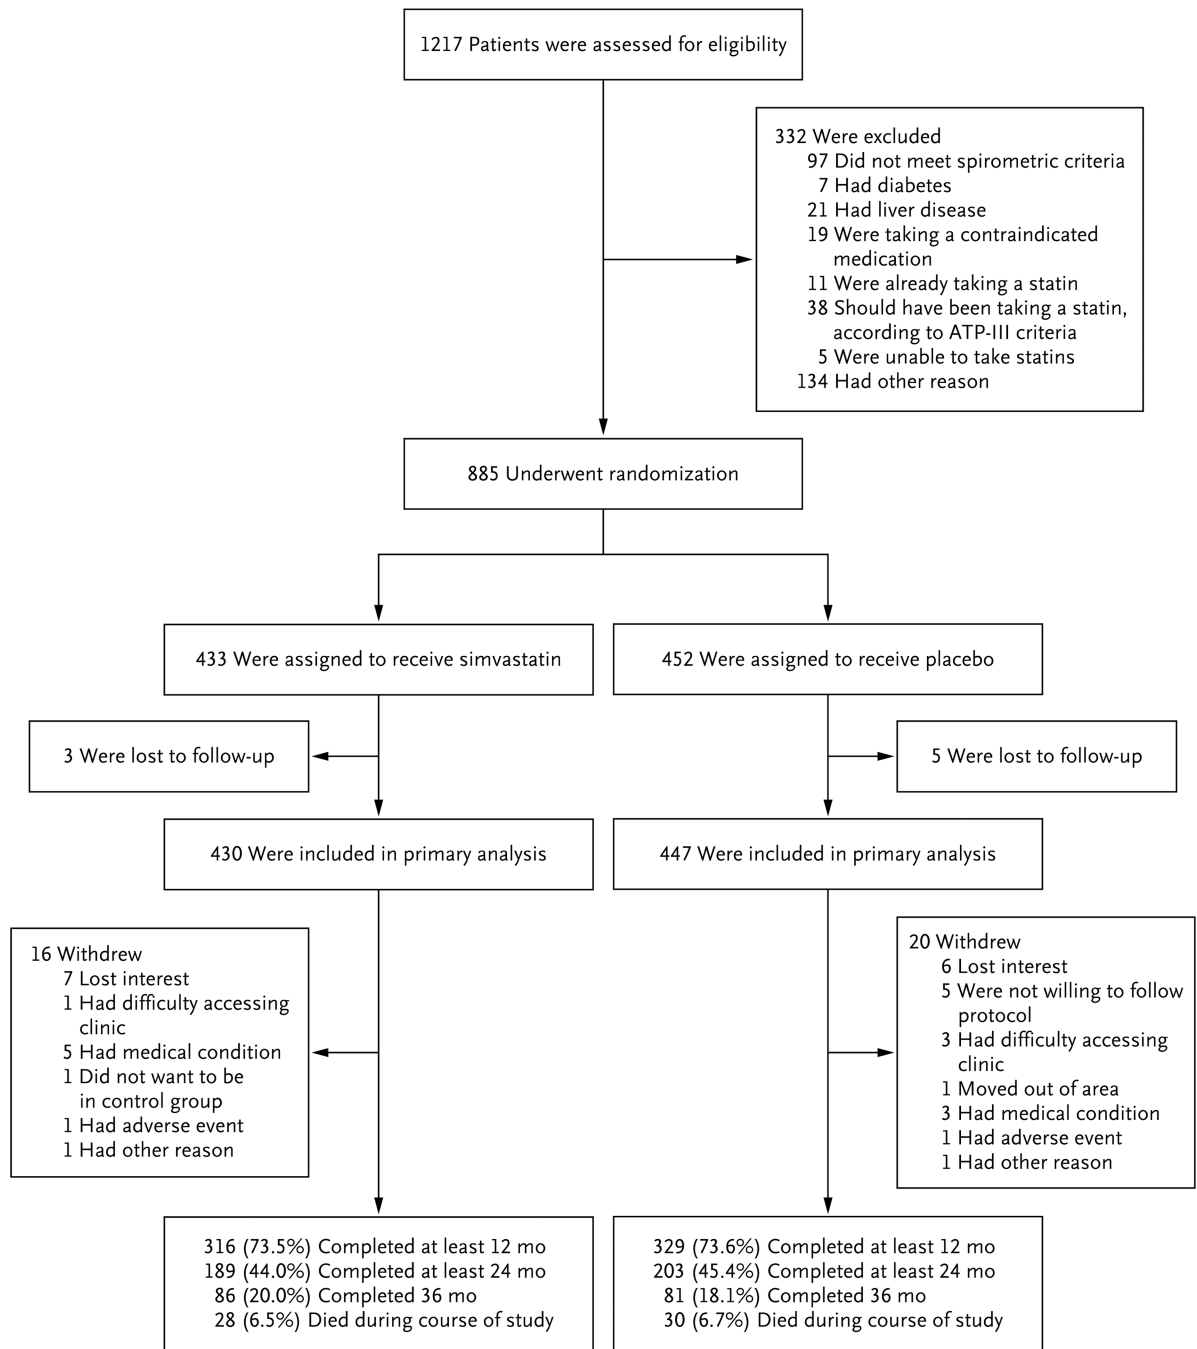 1217 Patients were assessed for eligibility
332 Were excluded
97 Did not meet spirometric criteria
7 Had diabetes
21 Had liver disease
19 Were taking a contraindicated
medication
11 Were already taking a statin
38 Should have been taking a statin,
according to ATP-III criteria
5 Were unable to take statins
134 Had other reason
885 Underwent randomization
433 Were assigned to receive simvastatin
452 Were assigned to receive placebo
3 Were lost to follow-up
5 Were lost to follow-up
430 Were included in primary analysis
447 Were included in primary analysis
16 Withdrew
7 Lost interest
1 Had difficulty accessing
clinic
5 Had medical condition
1 Did not want to be
in control group
1 Had adverse event
1 Had other reason
20 Withdrew
6 Lost interest
5 Were not willing to follow
protocol
3 Had difficulty accessing
clinic
1 Moved out of area
3 Had medical condition
1 Had adverse event
1 Had other reason
316 (73.5%) Completed at least 12 mo
189 (44.0%) Completed at least 24 mo
86 (20.0%) Completed 36 mo
28 (6.5%) Died during course of study
329 (73.6%) Completed at least 12 mo
203 (45.4%) Completed at least 24 mo
81 (18.1%) Completed 36 mo
30 (6.7%) Died during course of study